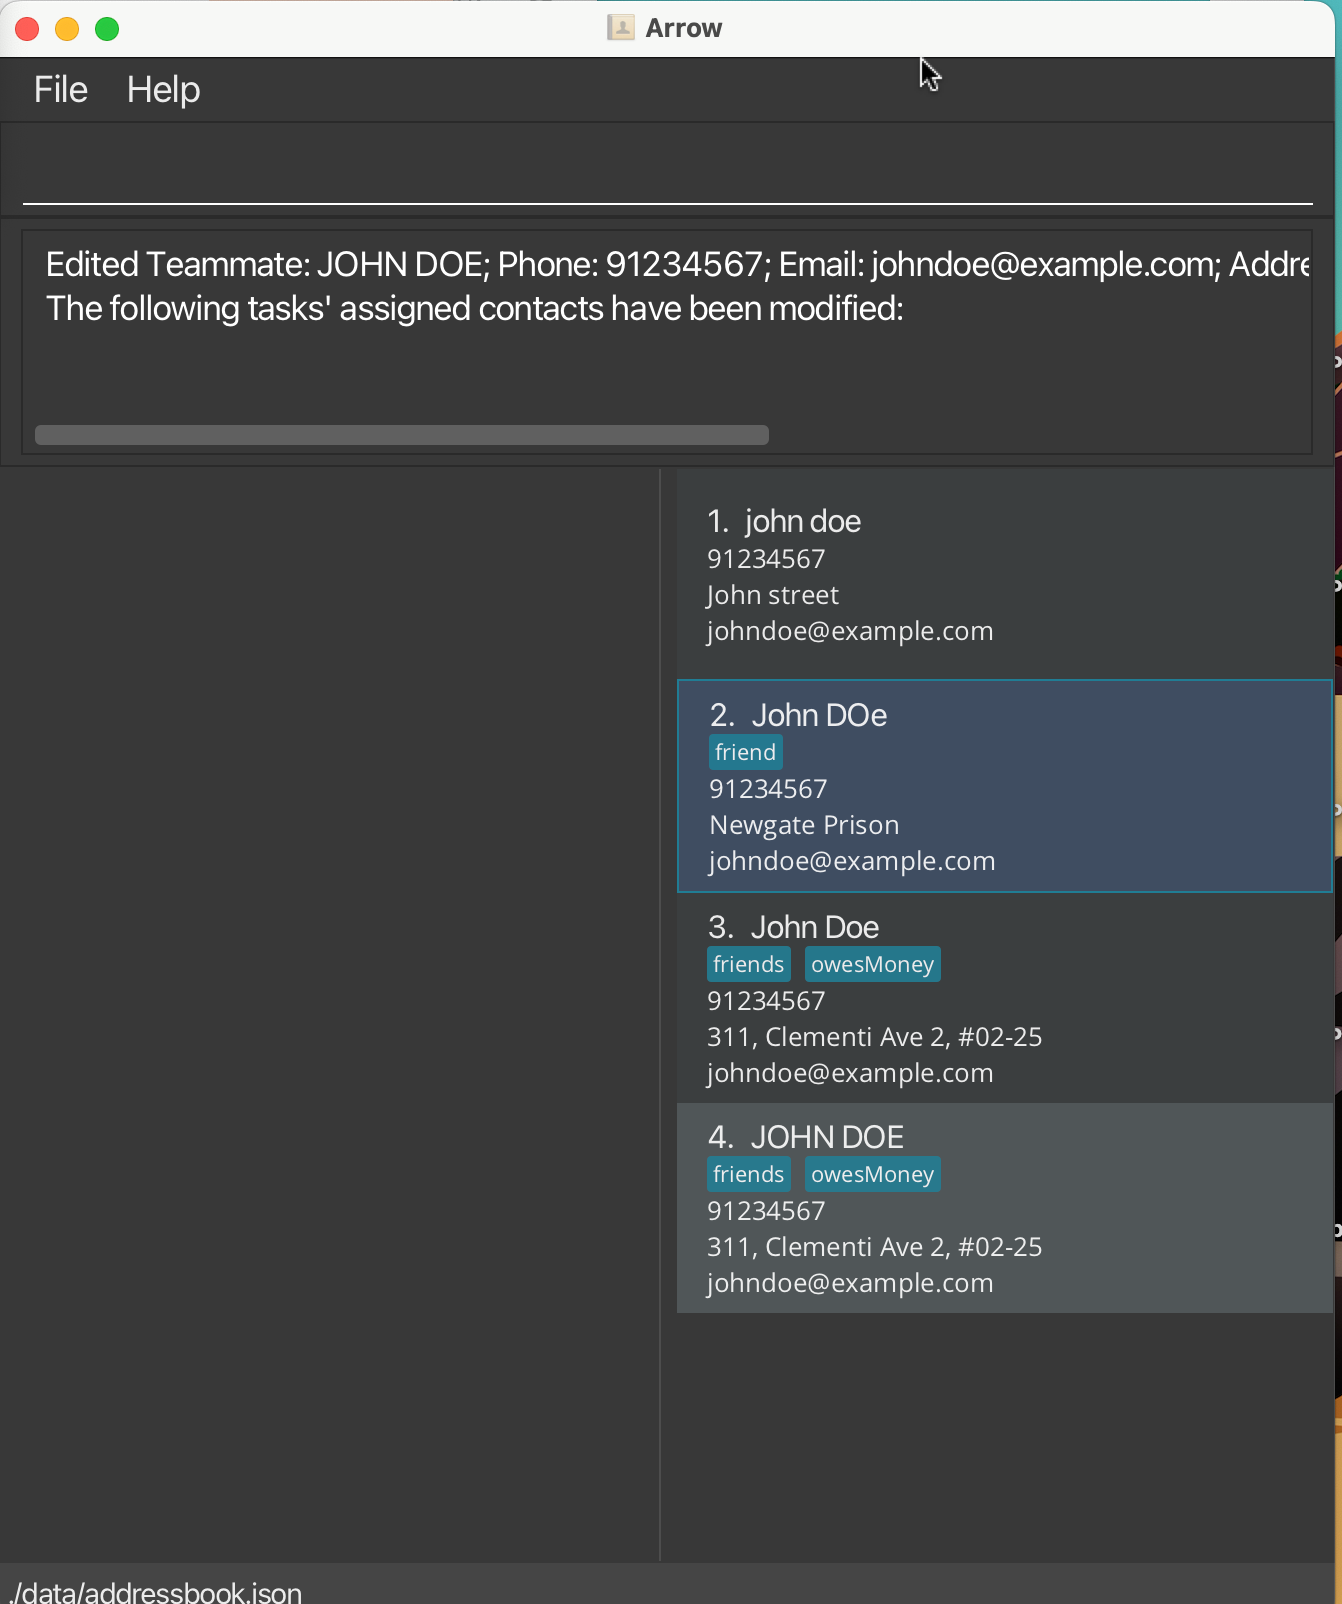 Arrow
File Help
Edited Teammate: JOHN DOE; Phone: 91234567; Email: johndoe@example.com; Addre
The following tasks' assigned contacts have been modified:
1. john doe
91234567
John street
johndoe@example.com
2. John DOe
friend
91234567
Newgate Prison
johndoe@example.com
3. John Doe
friends owesMoney
91234567
311, Clementi Ave 2, #02-25
johndoe@example.com
4. JOHN DOE
friends owesMoney
91234567
311, Clementi Ave 2, #02-25
johndoe@example.com
./data/addressbook.json